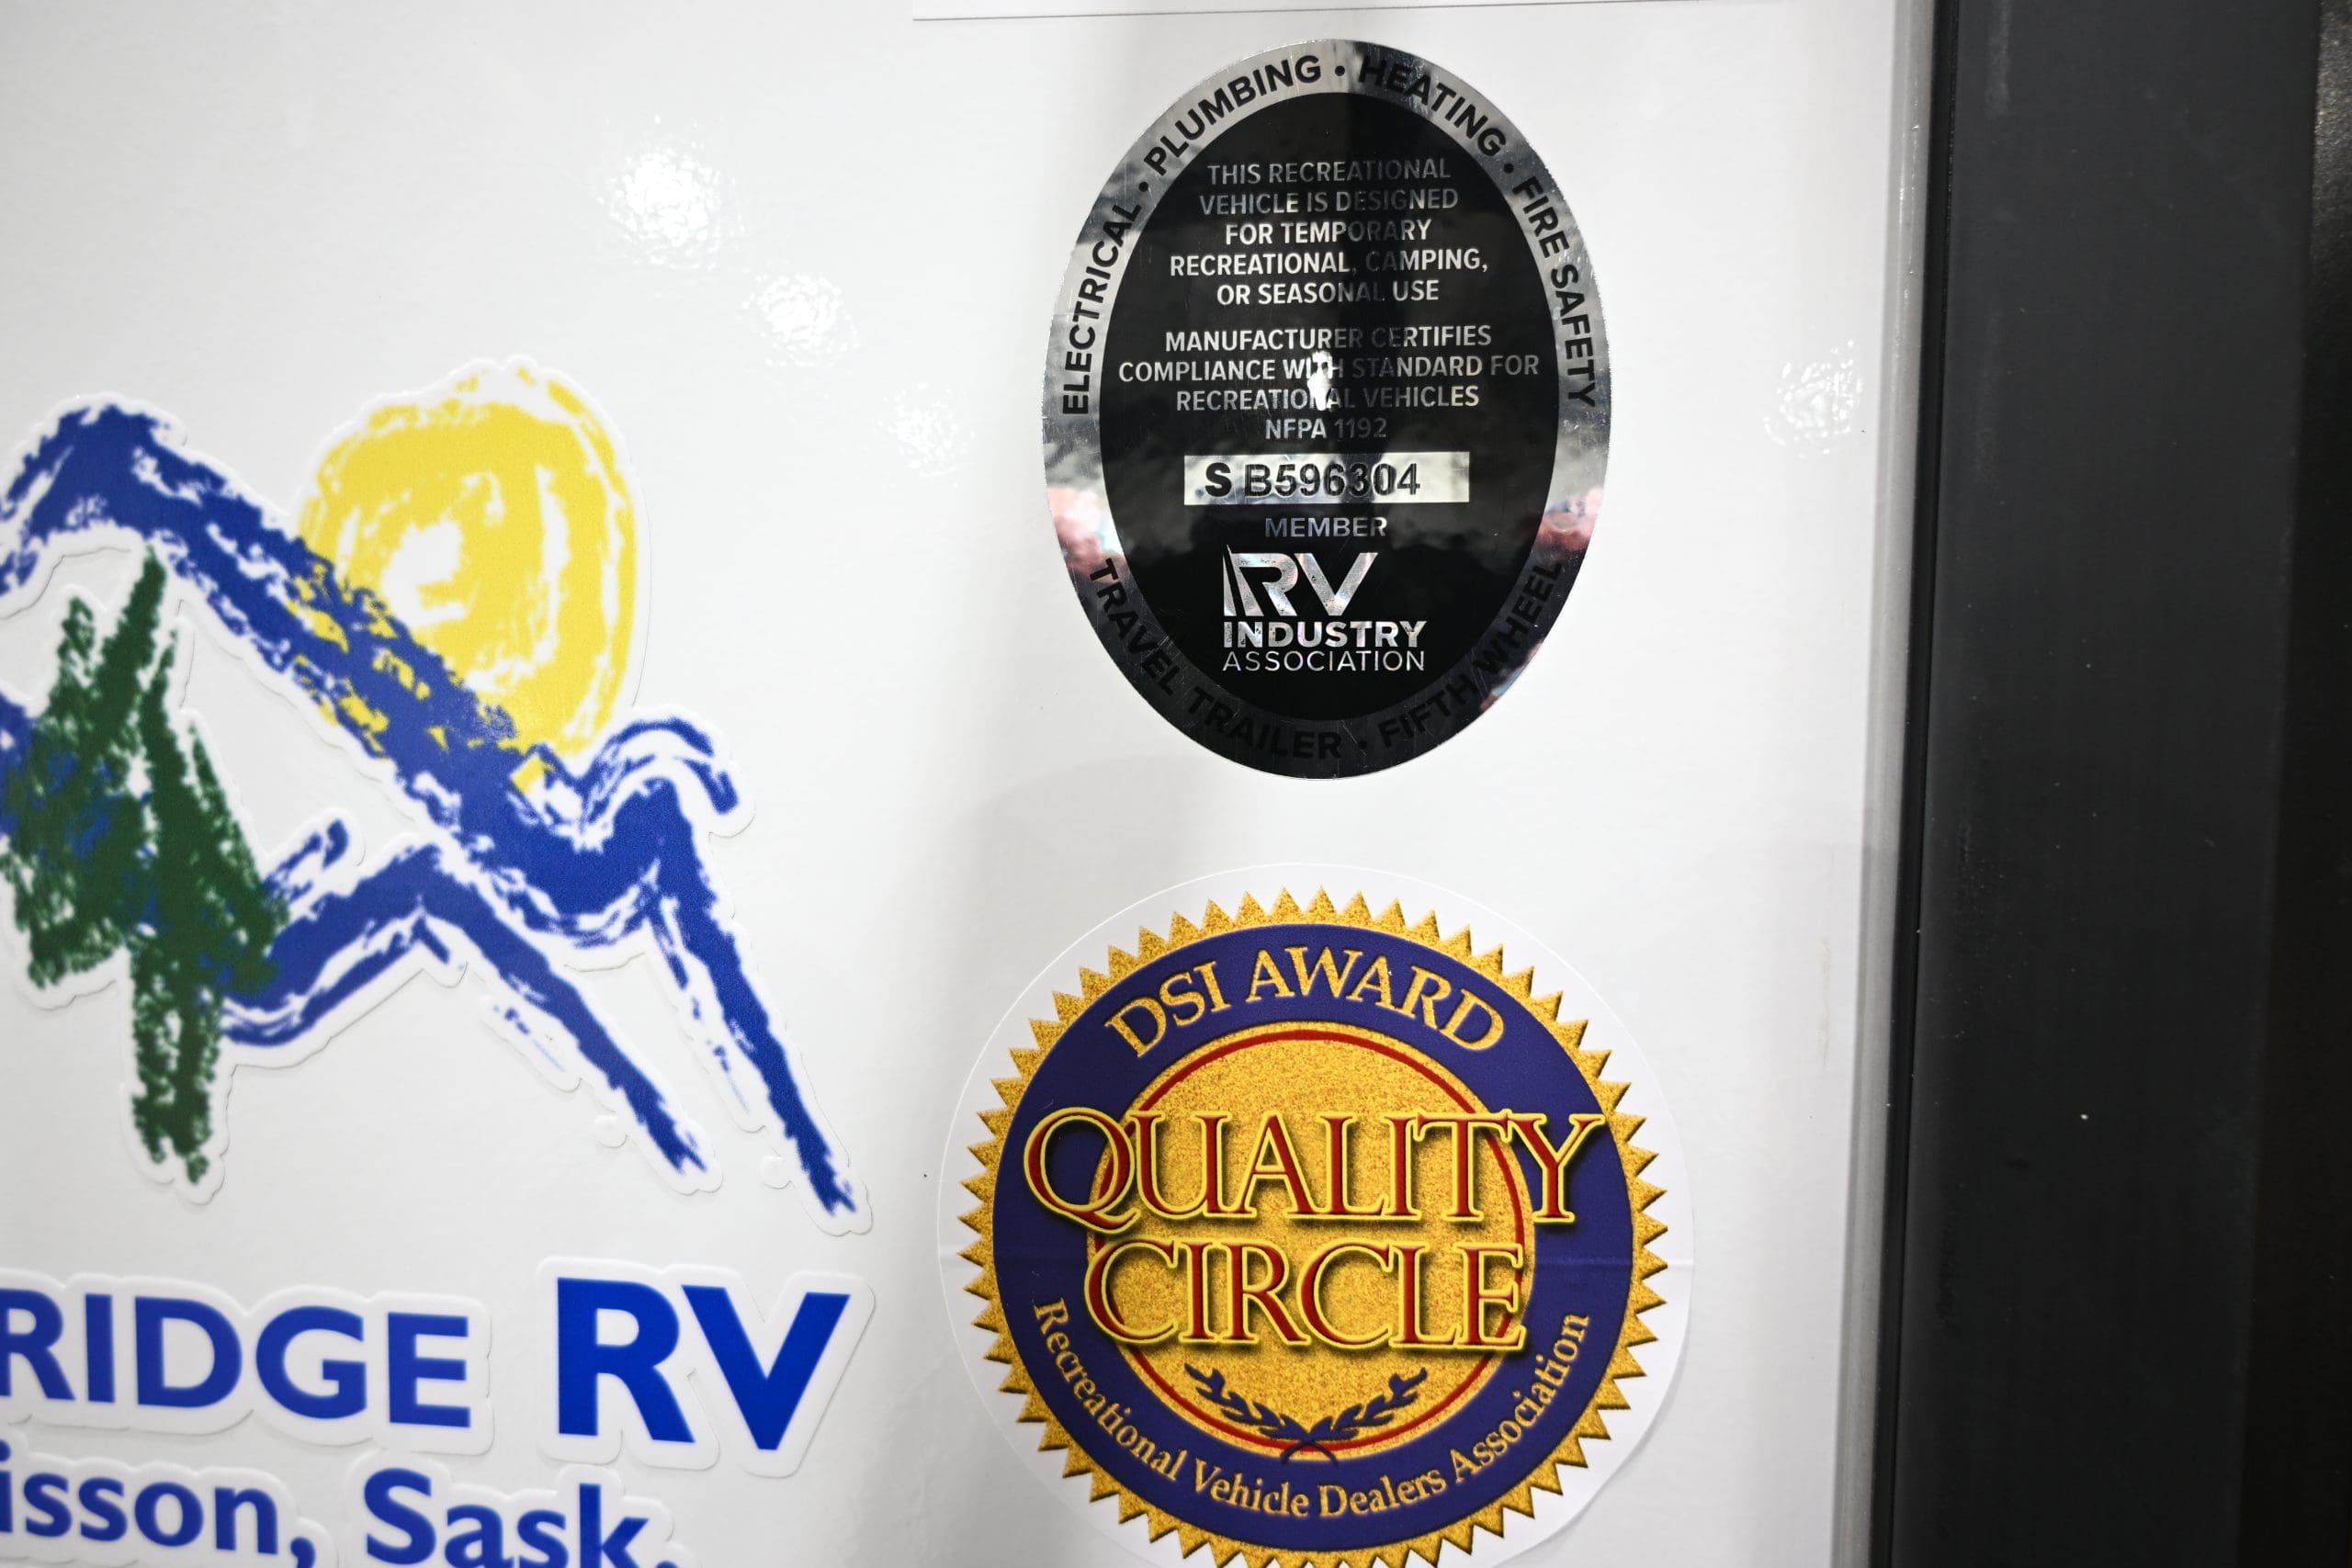 ELECTRICAL • PLUMBING • HEATING • FIRE SAFETY
THIS RECREATIONAL
VEHICLE IS DESIGNED
FOR TEMPORARY
RECREATIONAL, CAMPING,
OR SEASONAL USE
MANUFACTURER CERTIFIES
COMPLIANCE WITH STANDARD FOR
RECREATIONAL VEHICLES
NFPA 1192
S B596304
MEMBER
RV
INDUSTRY
ASSOCIATION
TRAVEL TRAILER • FIFTH WHEEL
DSI AWARD
QUALITY
CIRCLE
Recreational Vehicle Dealers Association
RIDGE RV
isson, Sask.